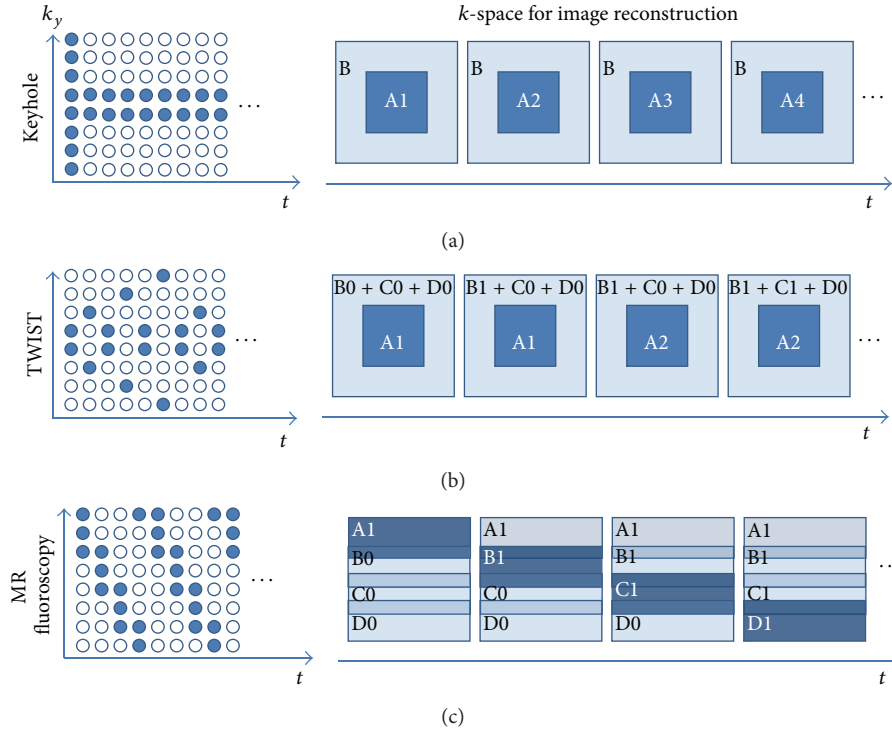 k_y
k-space for image reconstruction
Keyhole
...
B
A1
B
A2
B
A3
B
A4
...
t
t
(a)
TWIST
...
B0 + C0 + D0
B1 + C0 + D0
B1 + C0 + D0
B1 + C1 + D0
A1
A1
A2
A2
...
t
t
(b)
MR
fluoroscopy
...
A1
B0
C0
D0
A1
B1
C0
D0
A1
B1
C1
D0
A1
B1
C1
D1
...
t
t
(c)